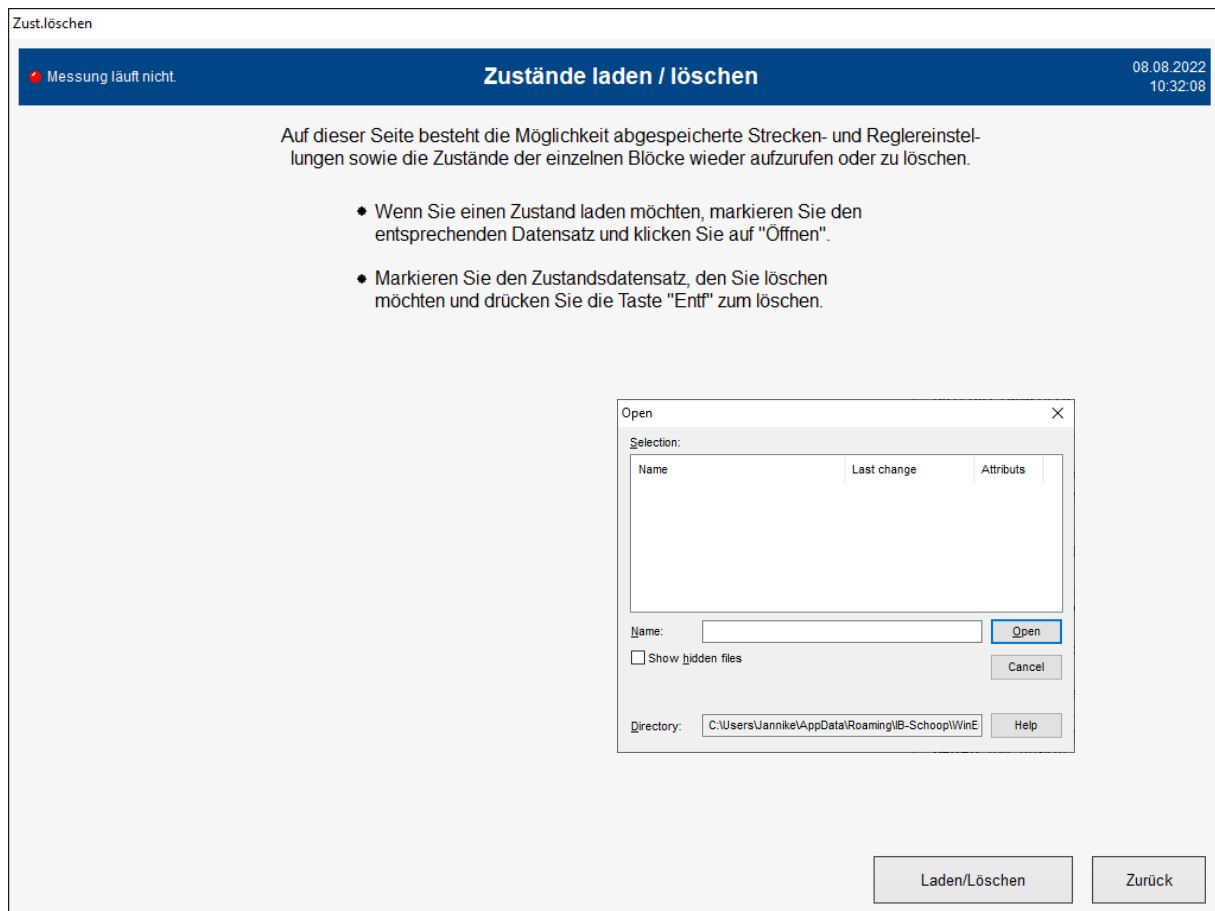 Zust.löschen
Messung läuft nicht.
Zustände laden / löschen
08.08.2022
10:32:08
Auf dieser Seite besteht die Möglichkeit abgespeicherte Strecken- und Reglereinstel-
lungen sowie die Zustände der einzelnen Blöcke wieder aufzurufen oder zu löschen.
Wenn Sie einen Zustand laden möchten, markieren Sie den
entsprechenden Datensatz und klicken Sie auf "Öffnen".
Markieren Sie den Zustandsdatensatz, den Sie löschen
möchten und drücken Sie die Taste "Entf" zum löschen.
Open
Selection:
Name Last change Attributs
Name: Open
Show hidden files
Cancel
Directory: C:\Users\Jannike\AppData\Roaming\IB-Schoop\WinE Help
Laden/Löschen Zurück